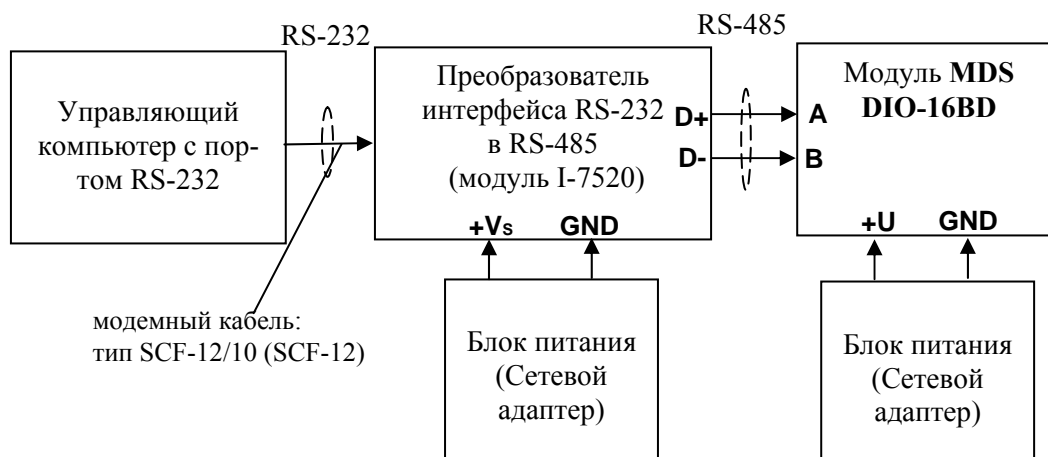 RS-232
RS-485
Управляющий
компьютер с пор-
том RS-232
Преобразователь
интерфейса RS-232
в RS-485
(модуль I-7520)
D+
D-
+Vs
GND
Модуль MDS
DIO-16BD
A
B
+U
GND
модемный кабель:
тип SCF-12/10 (SCF-12)
Блок питания
(Сетевой
адаптер)
Блок питания
(Сетевой
адаптер)